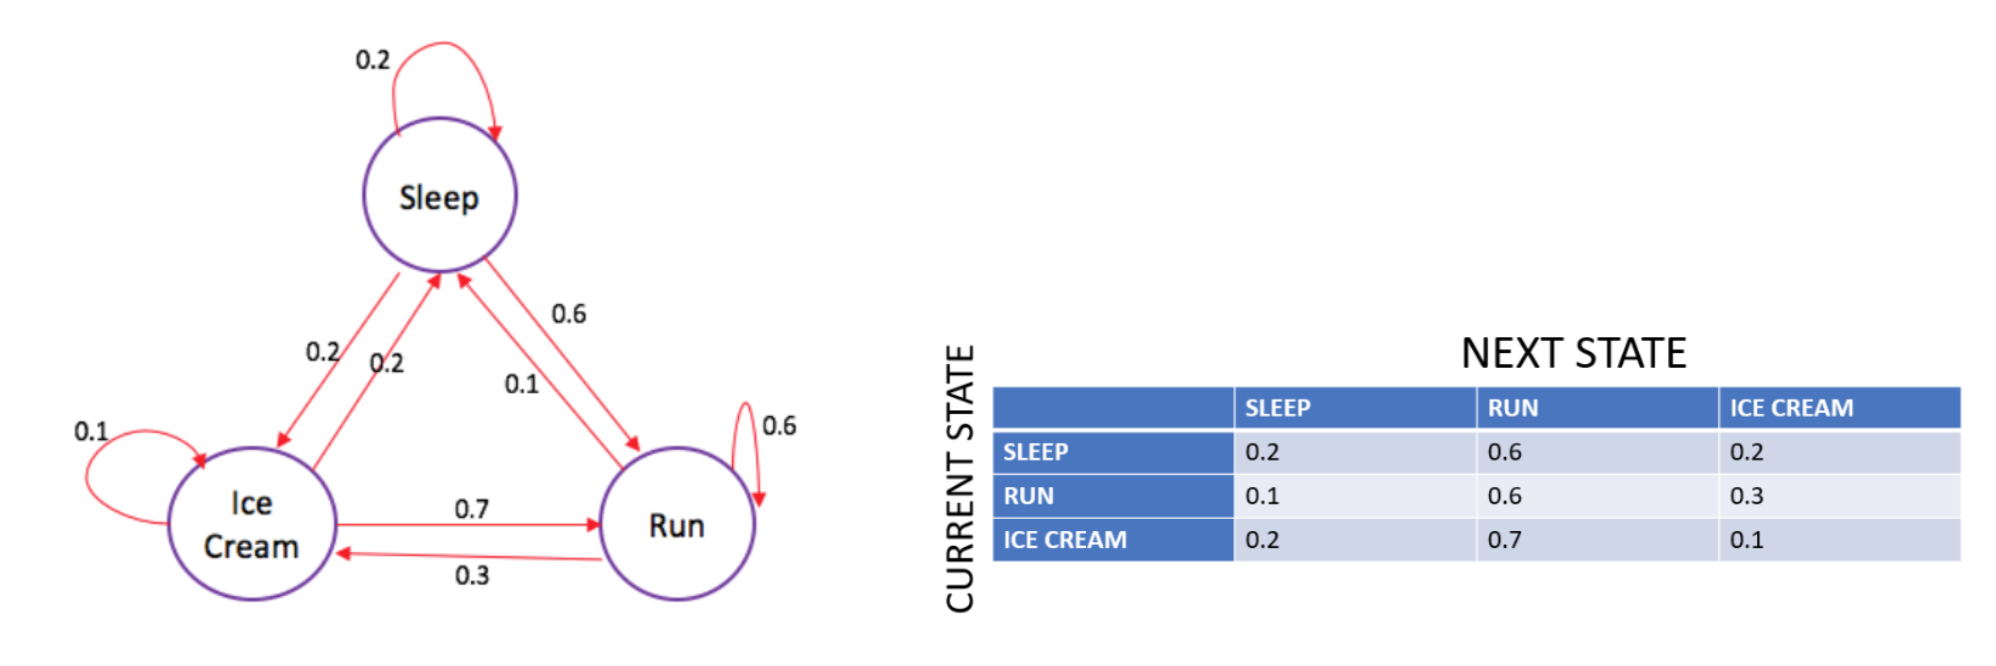 0.2
Sleep
0.6
0.2
0.2
0.1
0.6
0.1
Ice
Cream
0.7
Run
0.3
CURRENT STATE
NEXT STATE
SLEEP RUN ICE CREAM
SLEEP 0.2 0.6 0.2
RUN 0.1 0.6 0.3
ICE CREAM 0.2 0.7 0.1